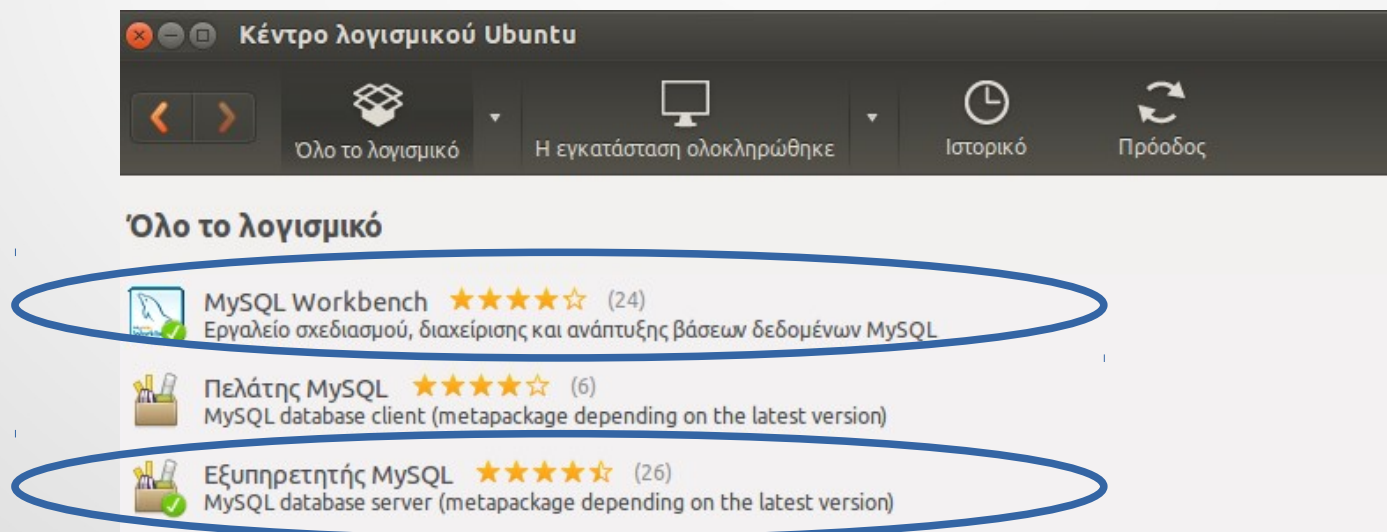 Κέντρο λογισμικού Ubuntu
Όλο το λογισμικό
Η εγκατάσταση ολοκληρώθηκε
Ιστορικό
Πρόοδος
Όλο το λογισμικό
MySQL Workbench (24)
Εργαλείο σχεδιασμού, διαχείρισης και ανάπτυξης βάσεων δεδομένων MySQL
Πελάτης MySQL (6)
MySQL database client (metapackage depending on the latest version)
Εξυπηρετητής MySQL (26)
MySQL database server (metapackage depending on the latest version)